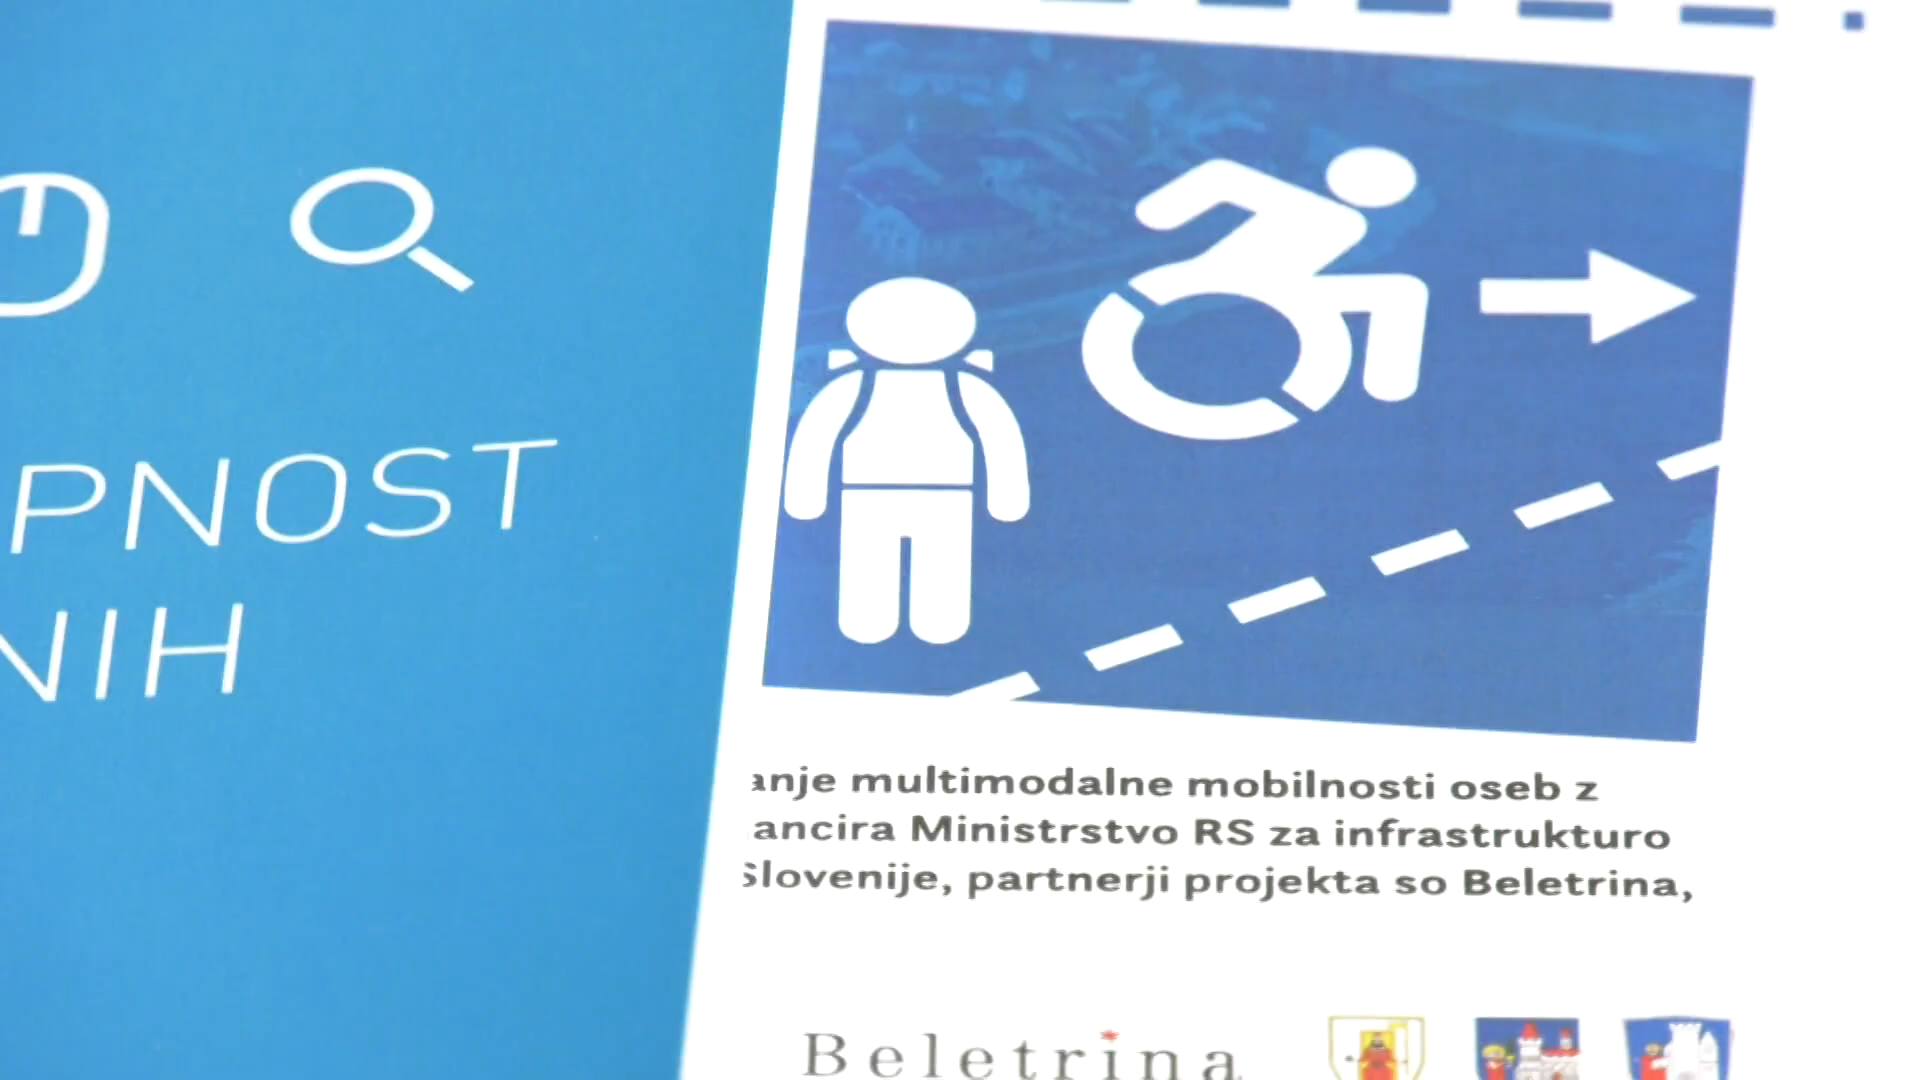 PNOST
NIH
anje multimodalne mobilnosti oseb z
ancira Ministrstvo RS za infrastrukturo
Slovenije, partnerji projekta so Beletrina,
Beletrina